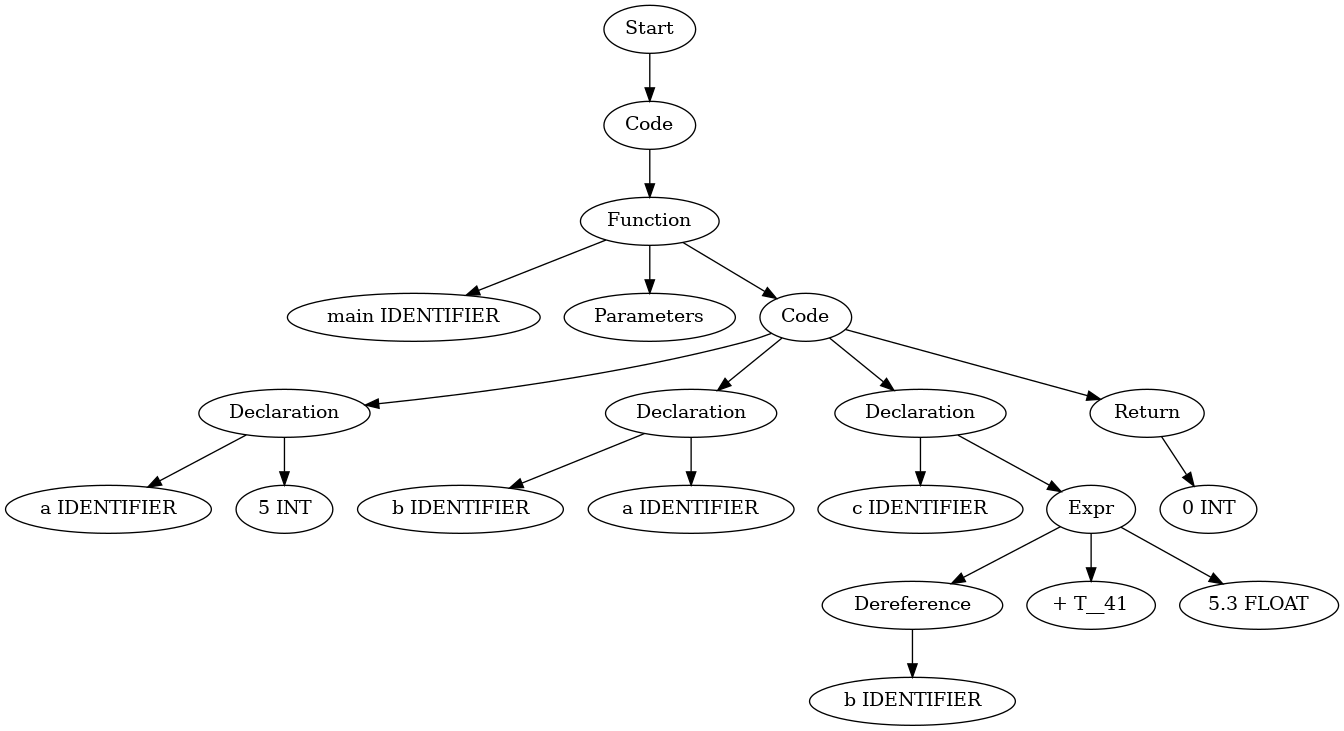 Start
Code
Function
main IDENTIFIER
Parameters
Code
Declaration
Declaration
Declaration
Return
a IDENTIFIER
5 INT
b IDENTIFIER
a IDENTIFIER
c IDENTIFIER
Expr
0 INT
Dereference
+ T__41
5.3 FLOAT
b IDENTIFIER